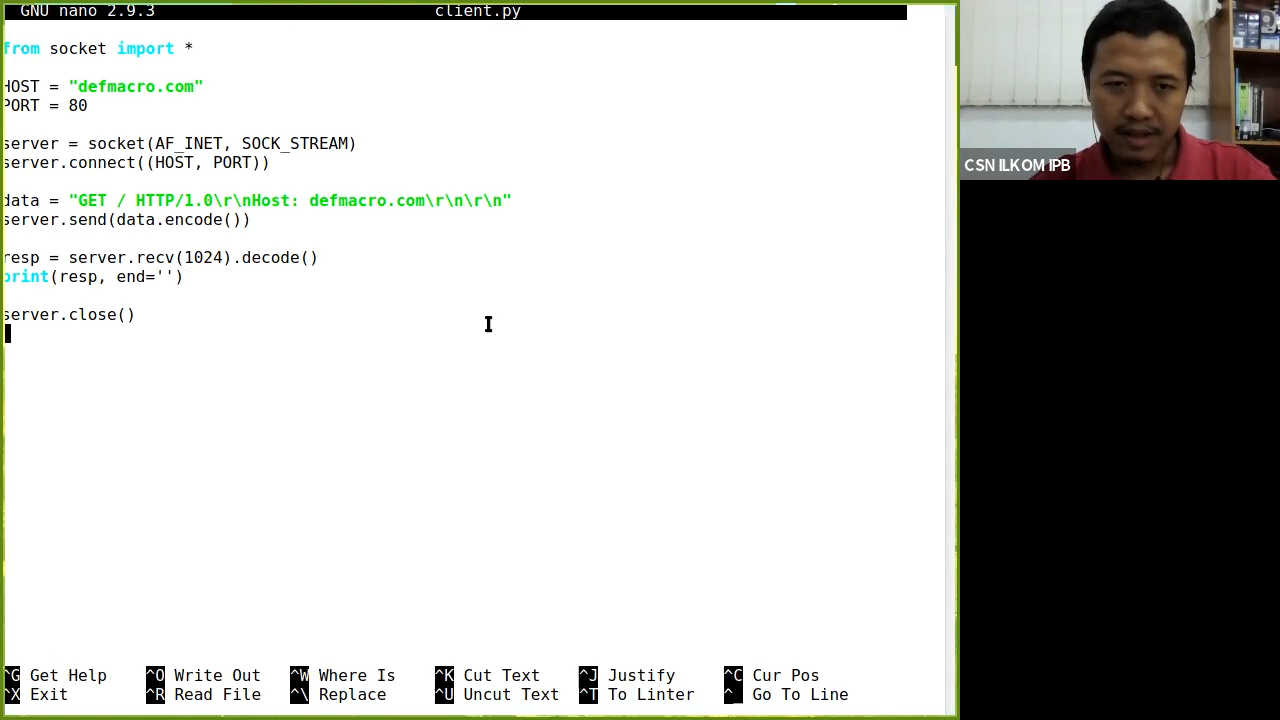 GNU nano 2.9.3 client.py
from socket import *
HOST = "defmacro.com"
PORT = 80
server = socket(AF_INET, SOCK_STREAM)
server.connect((HOST, PORT))
data = "GET / HTTP/1.0\r\nHost: defmacro.com\r\n\r\n"
server.send(data.encode())
resp = server.recv(1024).decode()
print(resp, end='')
server.close()
CSN ILKOM IPB
^G Get Help ^O Write Out ^W Where Is ^K Cut Text ^J Justify ^C Cur Pos
^X Exit ^R Read File ^\ Replace ^U Uncut Text ^T To Linter ^_ Go To Line